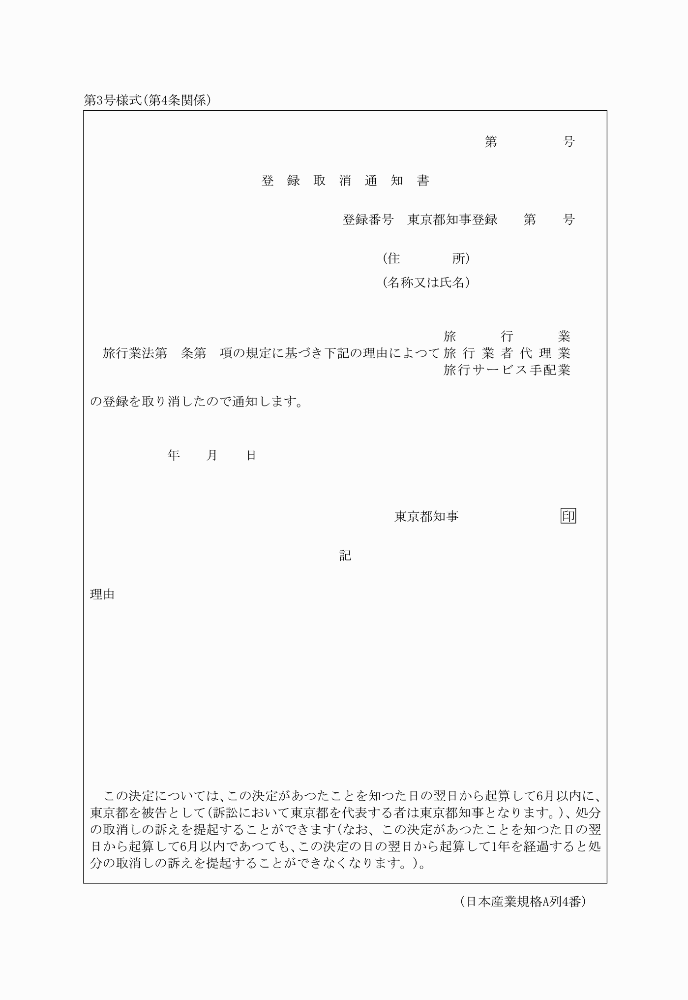 第3号様式(第4条関係)
第　　　　　号
登　録　取　消　通　知　書
登録番号　東京都知事登録　　第　　号
(住　　　　所)
(名称又は氏名)
旅　行　業
旅行業法第　条第　項の規定に基づき下記の理由によつて旅行業者代理業
旅行サービス手配業
の登録を取り消したので通知します。
年　　月　　日
東京都知事　　　　　　　　印
記
理由
この決定については、この決定があつたことを知つた日の翌日から起算して6月以内に、
東京都を被告として(訴訟において東京都を代表する者は東京都知事となります。)、処分
の取消しの訴えを提起することができます(なお、この決定があつたことを知つた日の翌
日から起算して6月以内であつても、この決定の日の翌日から起算して1年を経過すると処
分の取消しの訴えを提起することができなくなります。)。
(日本産業規格A列4番)